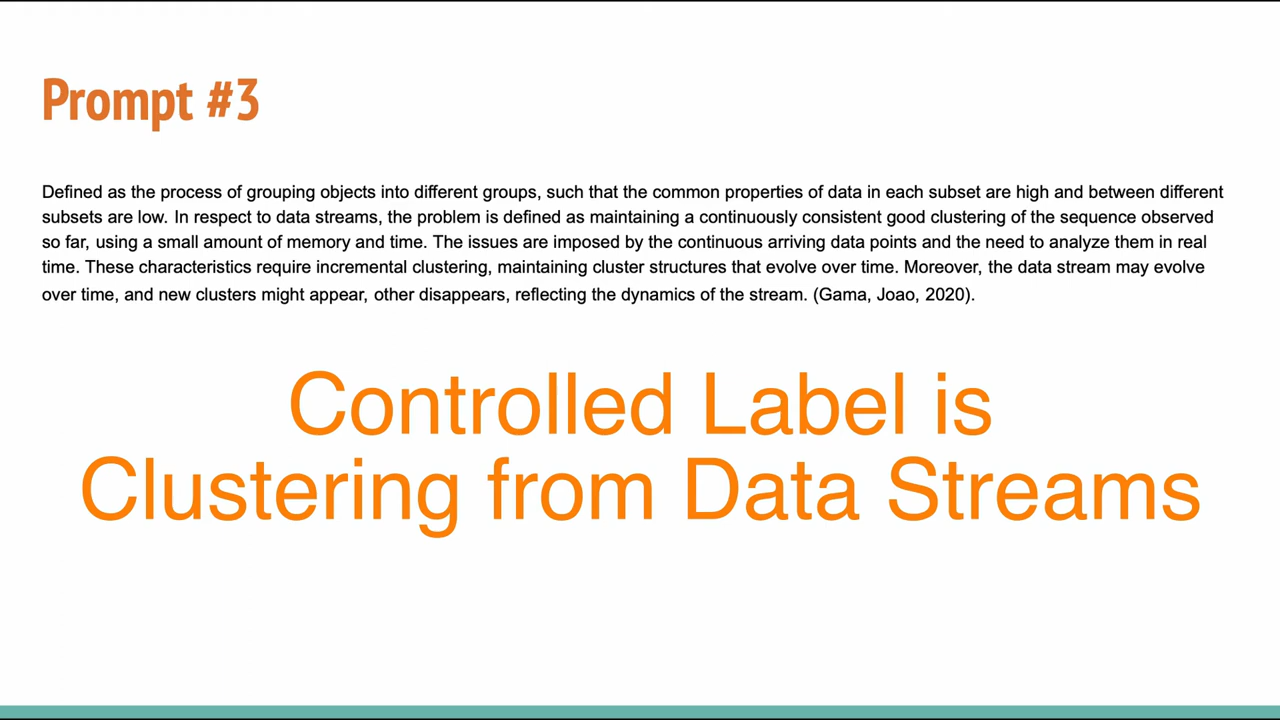 Prompt #3
Defined as the process of grouping objects into different groups, such that the common properties of data in each subset are high and between different
subsets are low. In respect to data streams, the problem is defined as maintaining a continuously consistent good clustering of the sequence observed
so far, using a small amount of memory and time. The issues are imposed by the continuous arriving data points and the need to analyze them in real
time. These characteristics require incremental clustering, maintaining cluster structures that evolve over time. Moreover, the data stream may evolve
over time, and new clusters might appear, other disappears, reflecting the dynamics of the stream. (Gama, Joao, 2020).
Controlled Label is
Clustering from Data Streams